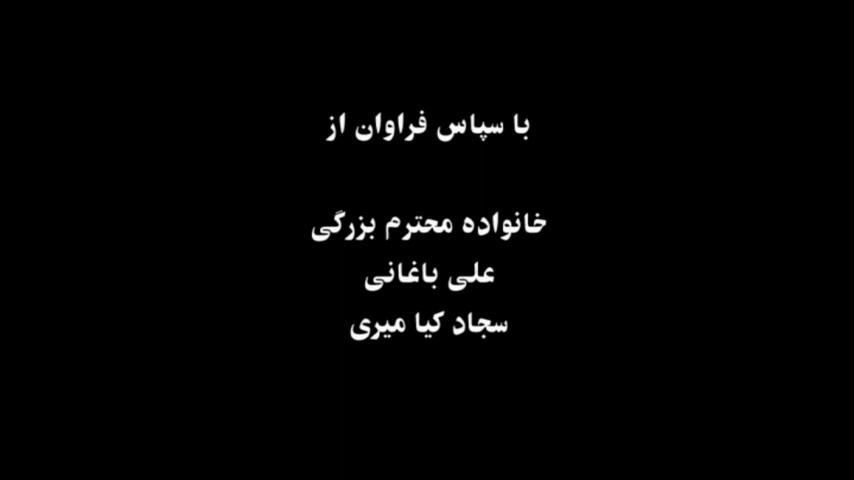 با سپاس فراوان از
خانواده محترم بزرگی
علی باغانی
سجاد کیا میری